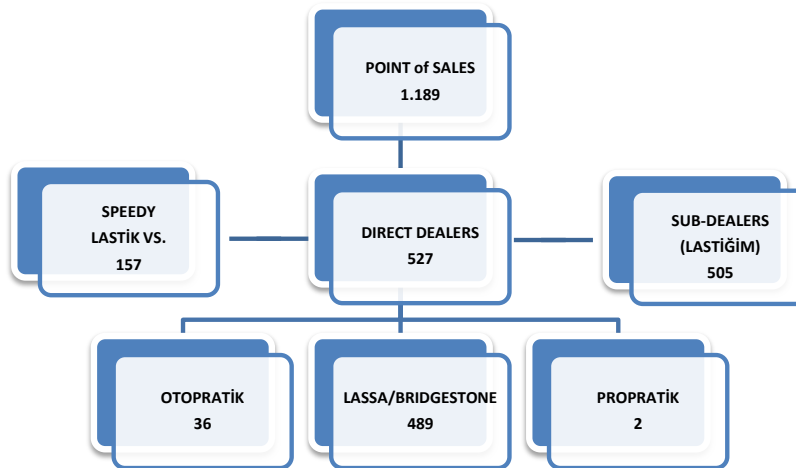 POINT of SALES
1.189
SPEEDY
LASTİK VS.
157
DIRECT DEALERS
527
SUB-DEALERS
(LASTİĞİM)
505
OTOPRATİK
36
LASSA/BRIDGESTONE
489
PROPRATİK
2